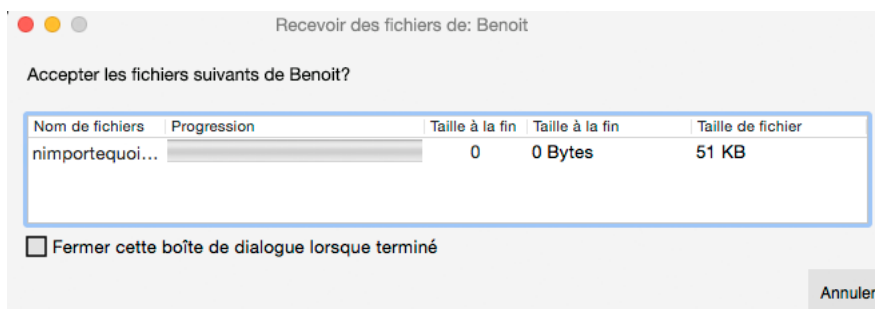 Recevoir des fichiers de: Benoit
Accepter les fichiers suivants de Benoit?
Nom de fichiers Progression Taille à la fin Taille à la fin Taille de fichier
nimportequoi... 0 0 Bytes 51 KB
Fermer cette boîte de dialogue lorsque terminé
Annuler